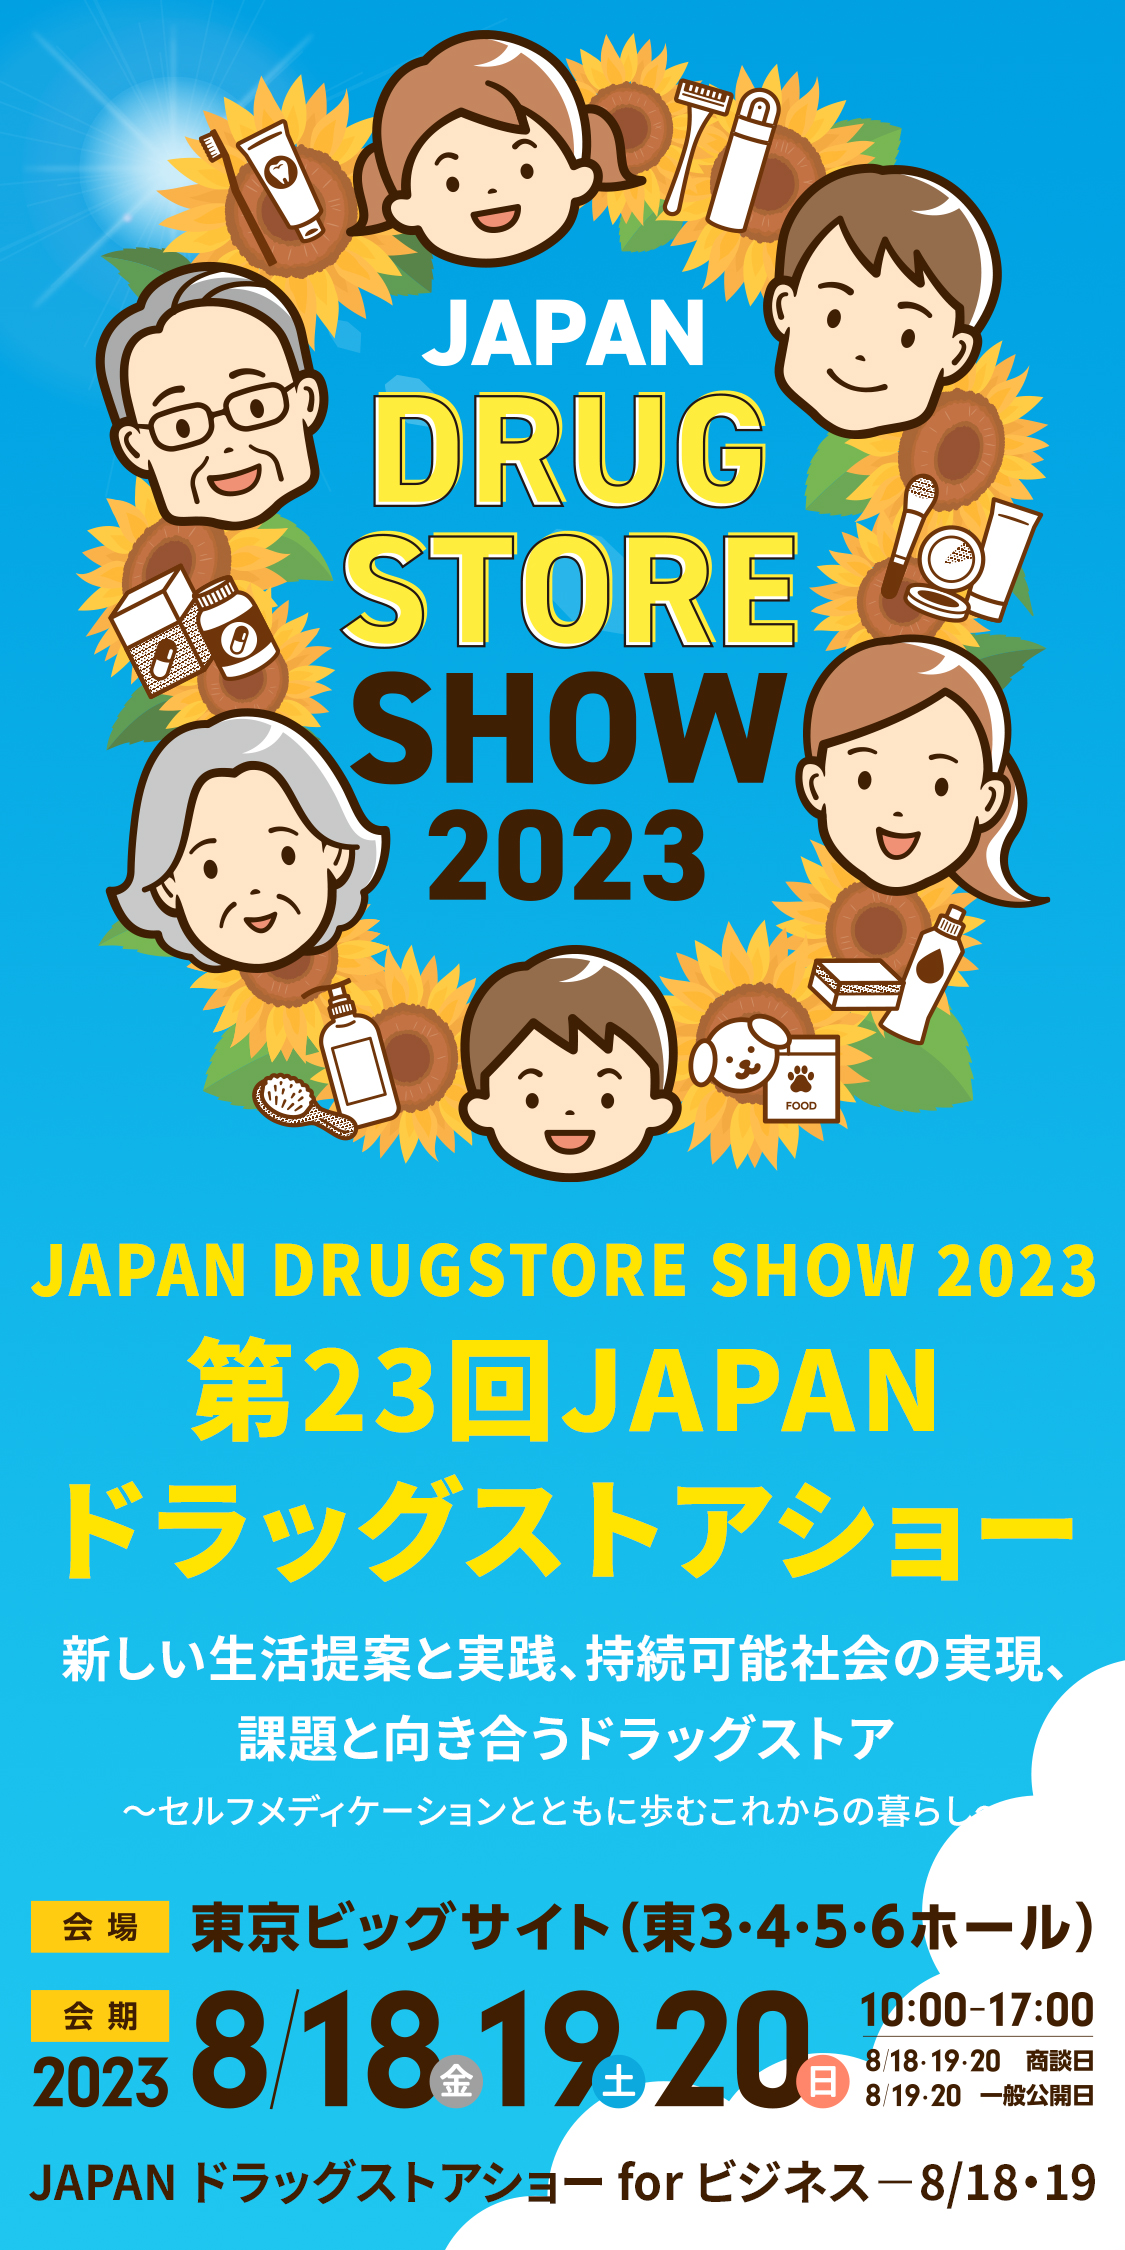 JAPAN
DRUG
STORE
SHOW
2023
FOOD
JAPAN DRUGSTORE SHOW 2023
第23回JAPAN
ドラッグストアショー
新しい生活提案と実践、持続可能社会の実現、
課題と向き合うドラッグストア
～セルフメディケーションとともに歩むこれからの暮らし～
会場 東京ビッグサイト（東3・4・5・6ホール）
会期 2023 8/18金 19土 20日
10:00-17:00
8/18・19・20 商談日
8/19・20 一般公開日
JAPAN ドラッグストアショー for ビジネス－8/18・19